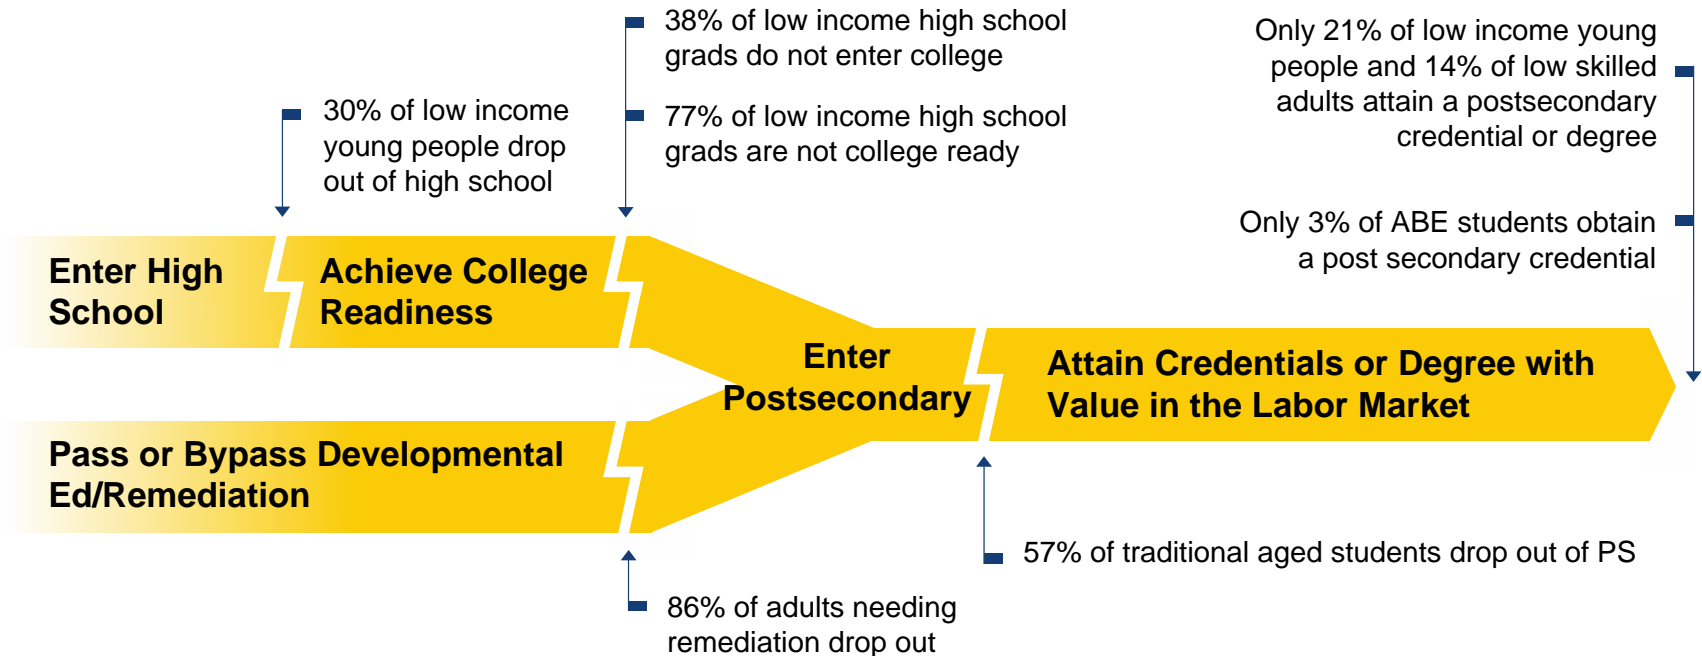 38% of low income high school
grads do not enter college
77% of low income high school
grads are not college ready
30% of low income
young people drop
out of high school
Only 21% of low income young
people and 14% of low skilled
adults attain a postsecondary
credential or degree
Only 3% of ABE students obtain
a post secondary credential
Enter High
School
Achieve College
Readiness
Enter
Postsecondary
Attain Credentials or Degree with
Value in the Labor Market
Pass or Bypass Developmental
Ed/Remediation
57% of traditional aged students drop out of PS
86% of adults needing
remediation drop out